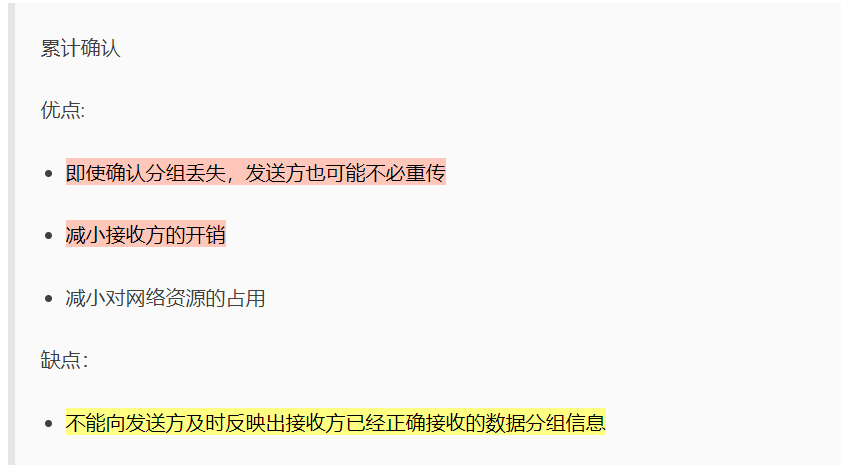 累计确认
优点:
即使确认分组丢失，发送方也可能不必重传
减小接收方的开销
减小对网络资源的占用
缺点：
不能向发送方及时反映出接收方已经正确接收的数据分组信息